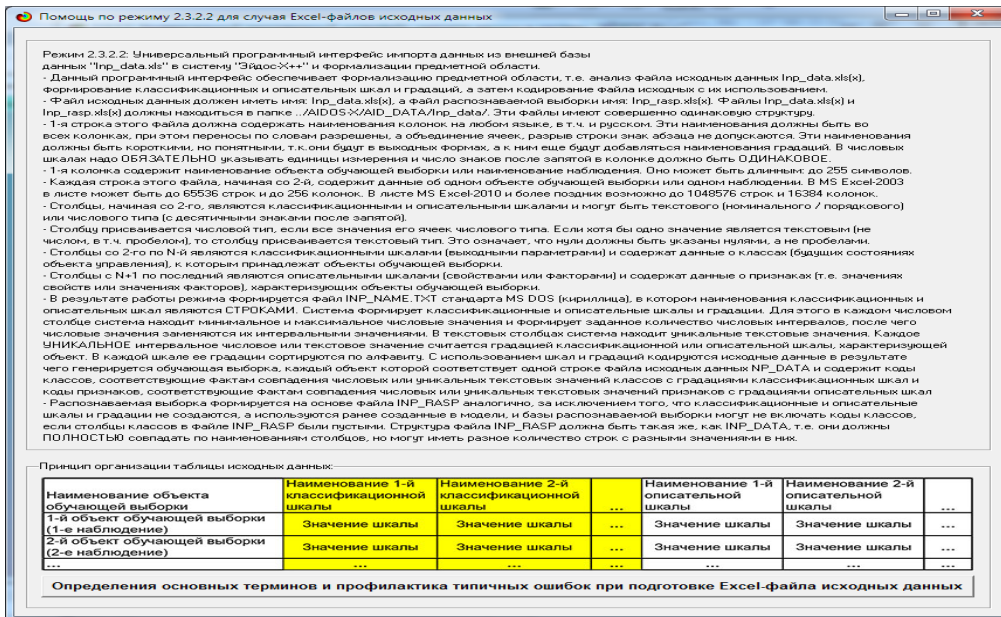 Помощь по режиму 2.3.2.2 для случая Excel-файлов исходных данных
Режим 2.3.2.2: Универсальный программный интерфейс импорта данных из внешней базы
данных "Inp_data.xls" в систему "Эйдос-X++" и формализации предметной области.
- Данный программный интерфейс обеспечивает формализацию предметной области, т.е. анализ файла исходных данных Inp_data.xls(x),
формирование классификационных и описательных шкал и градаций, а затем кодирование файла исходных с их использованием.
- Файл исходных данных должен иметь имя: Inp_data.xls(x), а файл распознаваемой выборки имя: Inp_rasp.xls(x). Файлы Inp_data.xls(x) и
Inp_rasp.xls(x) должны находиться в папке ../AIDOS-X/AID_DATA/Inp_data/. Эти файлы имеют совершенно одинаковую структуру.
- 1-я строка этого файла должна содержать наименования колонок на любом языке, в т.ч. и русском. Эти наименования должны быть во
всех колонках, при этом переносы по словам разрешены, а объединение ячеек, разрыв строки знак абзаца не допускаются. Эти наименования
должны быть короткими, но понятными, т.к.они будут в выходных формах, а к ним еще будут добавляться наименования градаций. В числовых
шкалах надо ОБЯЗАТЕЛЬНО указывать единицы измерения и число знаков после запятой в колонке должно быть ОДИНАКОВОЕ.
- 1-я колонка содержит наименование объекта обучающей выборки или наименование наблюдения. Оно может быть длинным: до 255 символов.
- Каждая строка этого файла, начиная со 2-й, содержит данные об одном объекте обучающей выборки или одном наблюдении. В MS Excel-2003
в листе может быть до 65536 строк и до 256 колонок. В листе MS Excel-2010 и более поздних возможно до 1048576 строк и 16384 колонок.
- Столбцы, начиная со 2-го, являются классификационными и описательными шкалами и могут быть текстового (номинального / порядкового)
или числового типа (с десятичными знаками после запятой).
- Столбцу присваивается числовой тип, если все значения его ячеек числового типа. Если хотя бы одно значение является текстовым (не
числом, в т.ч. пробелом), то столбцу присваивается текстовый тип. Это означает, что нули должны быть указаны нулями, а не пробелами.
- Столбцы со 2-го по N-й являются классификационными шкалами (выходными параметрами) и содержат данные о классах (будущих состояниях
объекта управления), к которым принадлежат объекты обучающей выборки.
- Столбцы с N+1 по последний являются описательными шкалами (свойствами или факторами) и содержат данные о признаках (т.е. значениях
свойств или значениях факторов), характеризующих объекты обучающей выборки.
- В результате работы режима формируется файл INP_NAME.TXT стандарта MS DOS (кириллица), в котором наименования классификационных и
описательных шкал являются СТРОКАМИ. Система формирует классификационные и описательные шкалы и градации. Для этого в каждом числовом
столбце система находит минимальное и максимальное числовые значения и формирует заданное количество числовых интервалов, после чего
числовые значения заменяются их интервальными значениями. В текстовых столбцах система находит уникальные текстовые значения. Каждое
УНИКАЛЬНОЕ интервальное числовое или текстовое значение считается градацией классификационной или описательной шкалы, характеризующей
объект. В каждой шкале ее градации сортируются по алфавиту. С использованием шкал и градаций кодируются исходные данные в результате
чего генерируется обучающая выборка, каждый объект которой соответствует одной строке файла исходных данных NP_DATA и содержит коды
классов, соответствующие фактам совпадения числовых или уникальных текстовых значений классов с градациями классификационных шкал и
коды признаков, соответствующие фактам совпадения числовых или уникальных текстовых значений признаков с градациями описательных шкал
- Распознаваемая выборка формируется на основе файла INP_RASP аналогично, за исключением того, что классификационные и описательные
шкалы и градации не создаются, а используются ранее созданные в модели, и базы распознаваемой выборки могут не включать коды классов,
если столбцы классов в файле INP_RASP были пустыми. Структура файла INP_RASP должна быть такая же, как INP_DATA, т.е. они должны
ПОЛНОСТЬЮ совпадать по наименованиям столбцов, но могут иметь разное количество строк с разными значениями в них.
Принцип организации таблицы исходных данных:
Наименование объекта обучающей выборки Наименование 1-й классификационной шкалы Наименование 2-й классификационной шкалы ... Наименование 1-й описательной шкалы Наименование 2-й описательной шкалы ...
1-й объект обучающей выборки (1-е наблюдение) Значение шкалы Значение шкалы ... Значение шкалы Значение шкалы ...
2-й объект обучающей выборки (2-е наблюдение) Значение шкалы Значение шкалы ... Значение шкалы Значение шкалы ...
... ... ... ... ... ... ...
Определения основных терминов и профилактика типичных ошибок при подготовке Excel-файла исходных данных